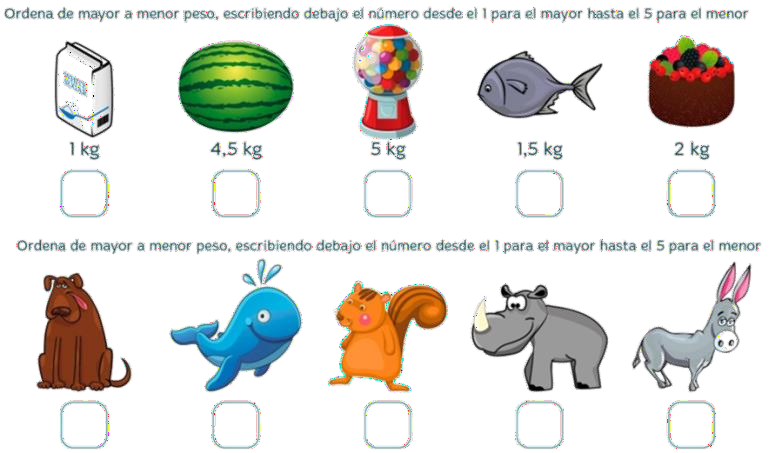 Ordena de mayor a menor peso, escribiendo debajo el número desde el 1 para el mayor hasta el 5 para el menor
1 kg 4,5 kg 5 kg 1,5 kg 2 kg
Ordena de mayor a menor peso, escribiendo debajo el número desde el 1 para el mayor hasta el 5 para el menor